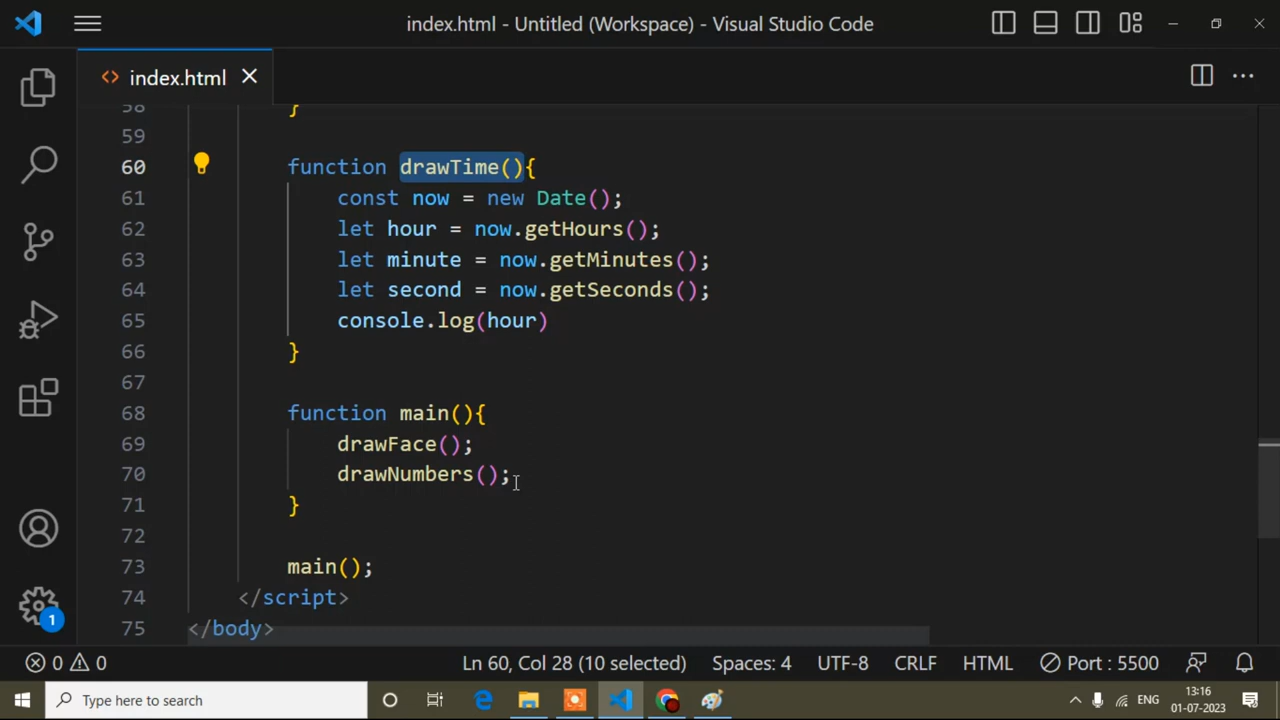 index.html - Untitled (Workspace) - Visual Studio Code
<> index.html
58 }
59
60 function drawTime(){
61 const now = new Date();
62 let hour = now.getHours();
63 let minute = now.getMinutes();
64 let second = now.getSeconds();
65 console.log(hour)
66 }
67
68 function main(){
69 drawFace();
70 drawNumbers();
71 }
72
73 main();
74 </script>
75 </body>
1
0 0 Ln 60, Col 28 (10 selected) Spaces: 4 UTF-8 CRLF HTML Port : 5500
Type here to search ENG 13:16
01-07-2023